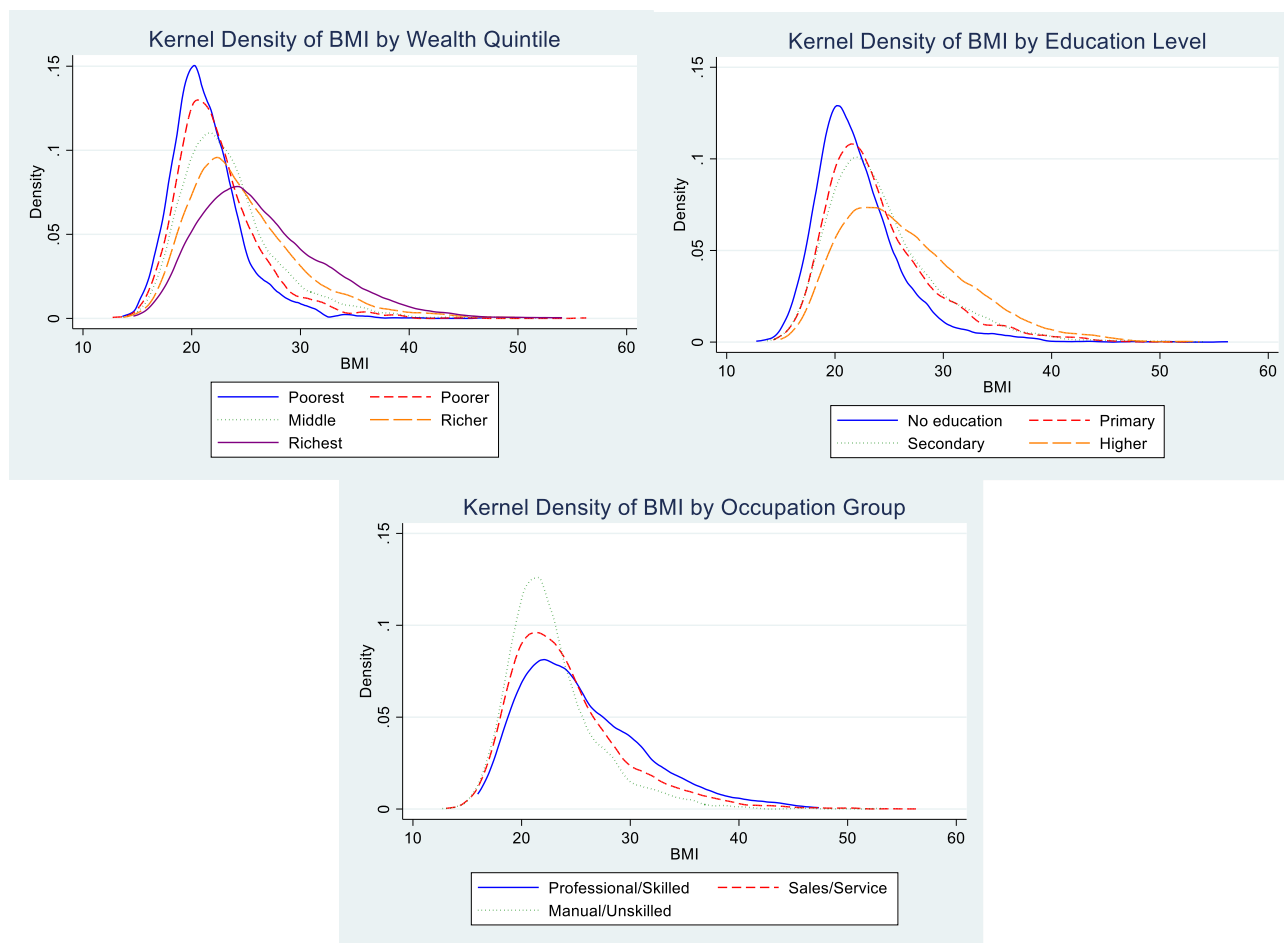 Kernel Density of BMI by Wealth Quintile
.15
.1
.05
0
Density
10 20 30 40 50 60
BMI
Poorest Poorer
Middle Richer
Richest
Kernel Density of BMI by Education Level
.15
.1
.05
0
Density
10 20 30 40 50 60
BMI
No education Primary
Secondary Higher
Kernel Density of BMI by Occupation Group
.15
.1
.05
0
Density
10 20 30 40 50 60
BMI
Professional/Skilled Sales/Service
Manual/Unskilled